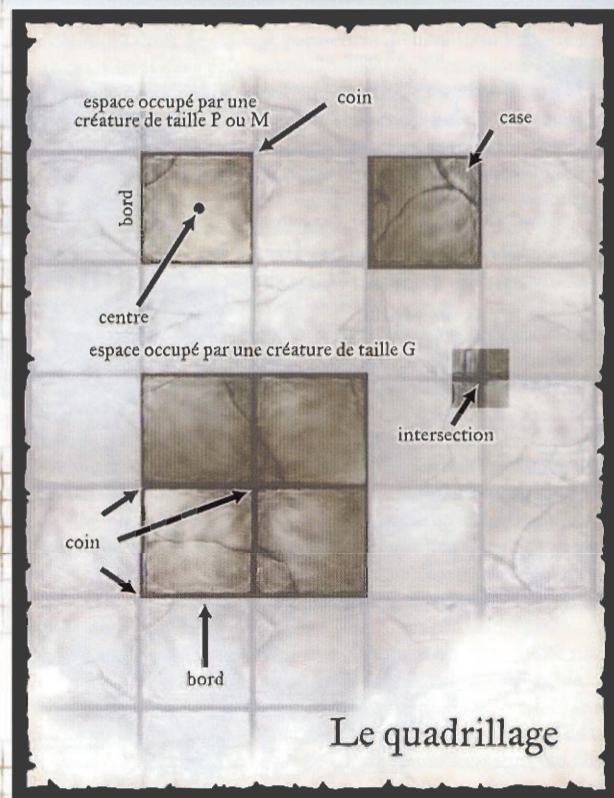 espace occupé par une
créature de taille P ou M
coin
case
bord
centre
espace occupé par une créature de taille G
intersection
coin
bord
Le quadrillage